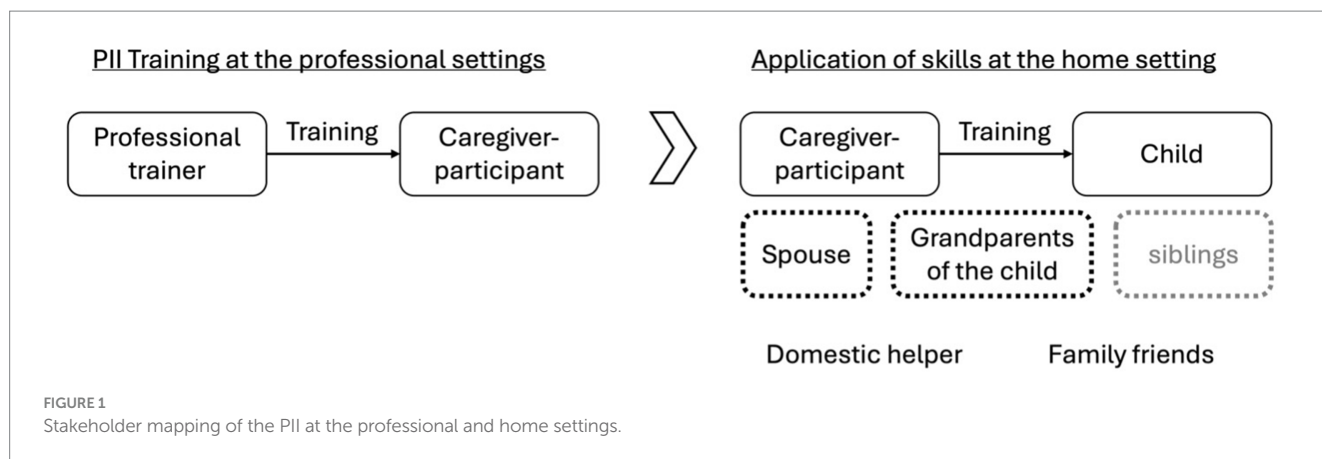 PII Training at the professional settings
Application of skills at the home setting
Professional
trainer
Training
Caregiver-
participant
Caregiver-
participant
Training
Child
Spouse
Grandparents
of the child
siblings
Domestic helper
Family friends
FIGURE 1
Stakeholder mapping of the PII at the professional and home settings.